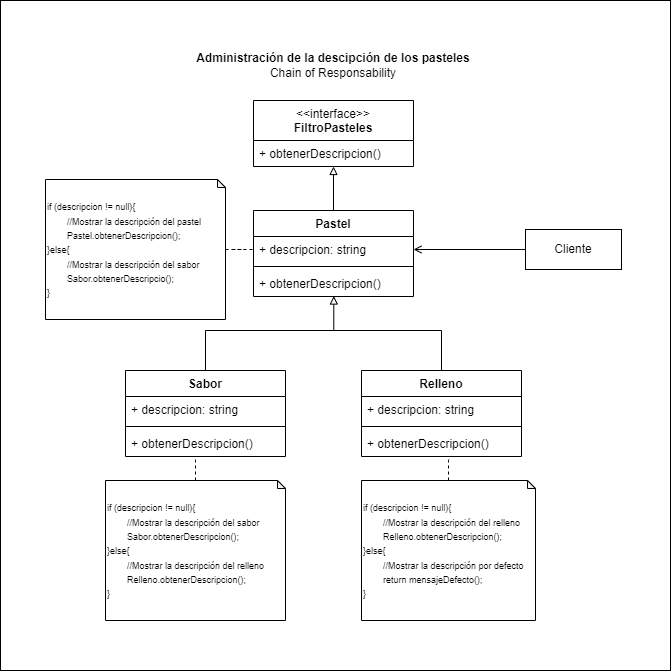 Administración de la descipción de los pasteles
Chain of Responsability
<<interface>>
FiltroPasteles
+ obtenerDescripcion()
if (descripcion != null){
//Mostrar la descripción del pastel
Pastel.obtenerDescripcion();
}else{
//Mostrar la descripción del sabor
Sabor.obtenerDescripcio();
}
Pastel
+ descripcion: string
+ obtenerDescripcion()
Cliente
Sabor
+ descripcion: string
+ obtenerDescripcion()
Relleno
+ descripcion: string
+ obtenerDescripcion()
if (descripcion != null){
//Mostrar la descripción del sabor
Sabor.obtenerDescripcion();
}else{
//Mostrar la descripción del relleno
Relleno.obtenerDescripcion();
}
if (descripcion != null){
//Mostrar la descripción del relleno
Relleno.obtenerDescripcion();
}else{
//Mostrar la descripción por defecto
return mensajeDefecto();
}